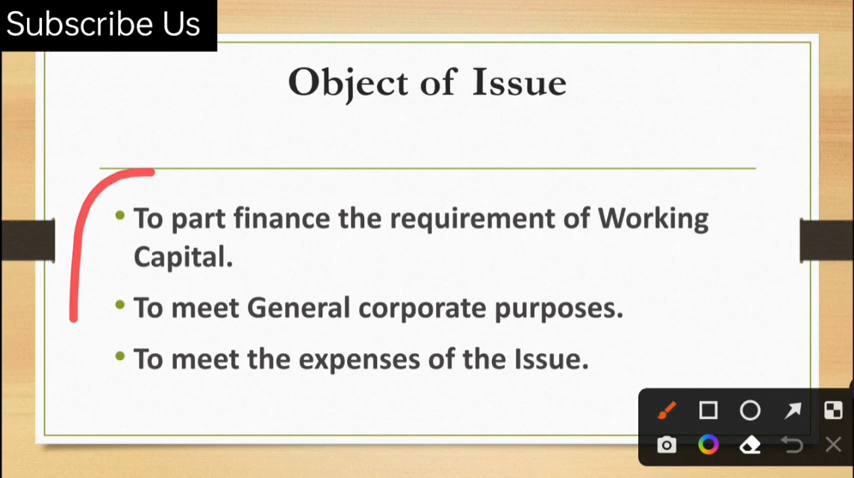 Subscribe Us
Object of Issue
• To part finance the requirement of Working
Capital.
• To meet General corporate purposes.
• To meet the expenses of the Issue.